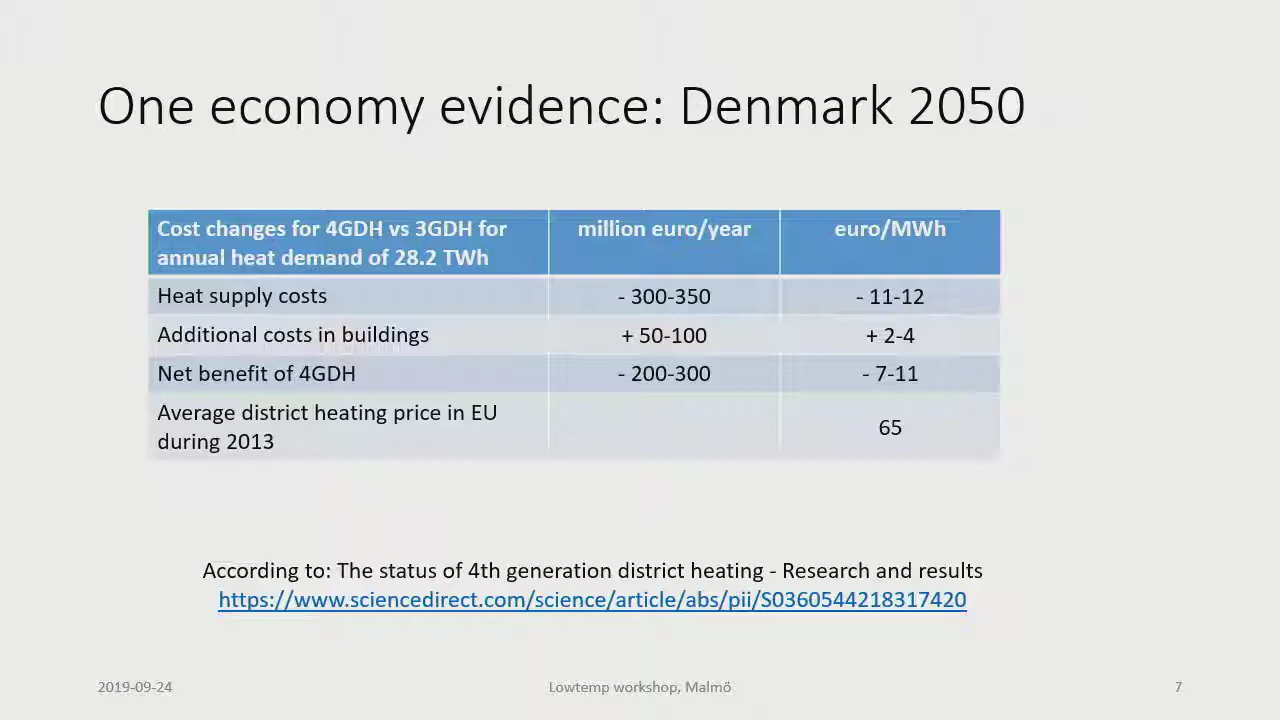 One economy evidence: Denmark 2050
Cost changes for 4GDH vs 3GDH for annual heat demand of 28.2 TWh million euro/year euro/MWh
Heat supply costs - 300-350 - 11-12
Additional costs in buildings + 50-100 + 2-4
Net benefit of 4GDH - 200-300 - 7-11
Average district heating price in EU during 2013 65
According to: The status of 4th generation district heating - Research and results
https://www.sciencedirect.com/science/article/abs/pii/S0360544218317420
2019-09-24 Lowtemp workshop, Malmö 7